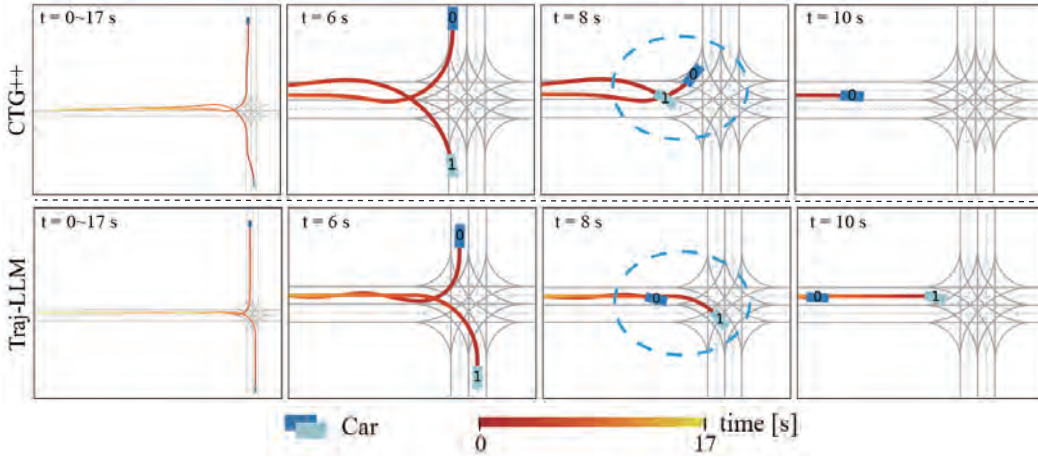 CTG++
t = 0~17 s
t = 6 s
0
1
t = 8 s
0
1
t = 10 s
0
Traj-LLM
t = 0~17 s
t = 6 s
0
1
t = 8 s
0
1
t = 10 s
0
1
Car
time [s]
0
17